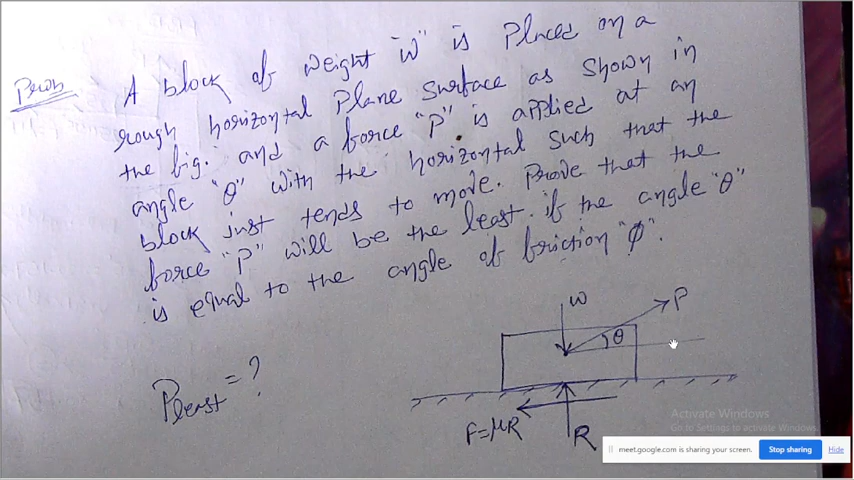 Prob
A block of weight "W" is placed on a
rough horizontal plane surface as shown in
the fig. and a force "P" is applied at an
angle "θ" with the horizontal such that the
block just tends to move. Prove that the
force "P" will be the least if the angle "θ"
is equal to the angle of friction "φ".
W
P
θ
P least = ?
F=μR
R
Activate Windows
Go to Settings to activate Windows.
meet.google.com is sharing your screen.
Stop sharing
Hide